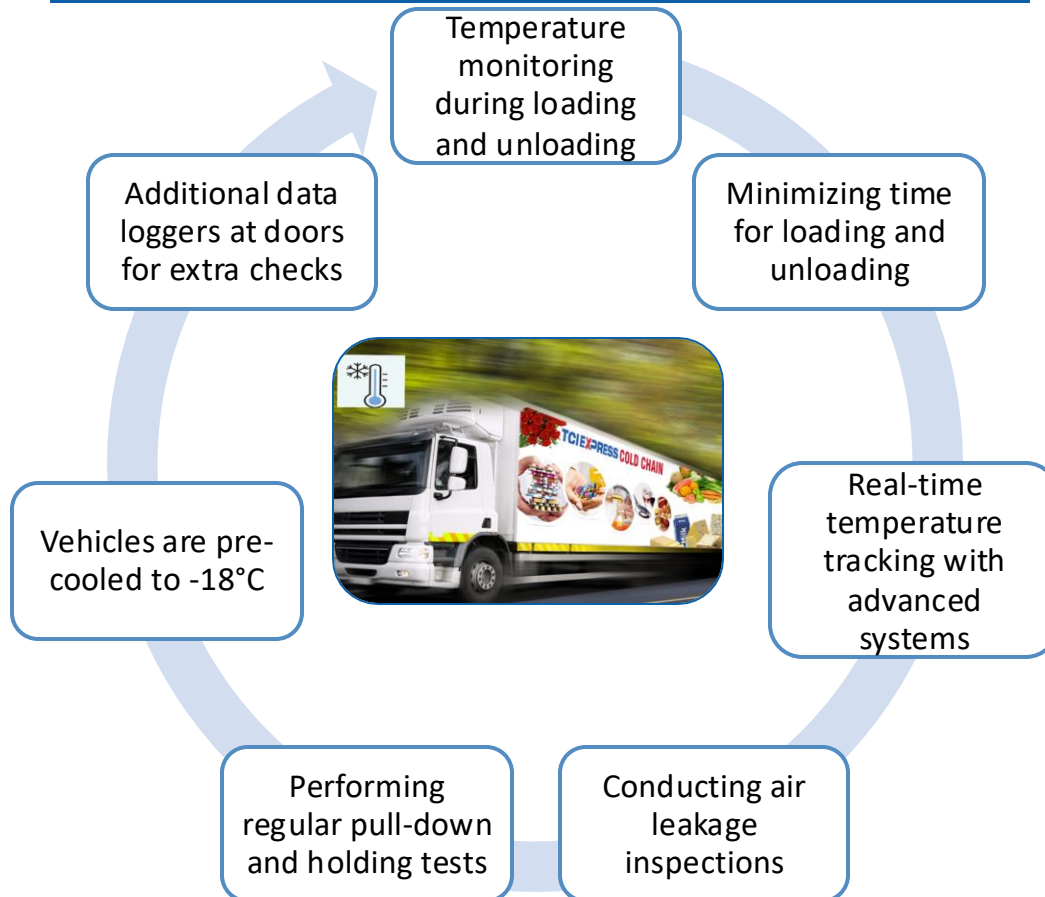 Temperature
monitoring
during loading
and unloading
Minimizing time
for loading and
unloading
Real-time
temperature
tracking with
advanced
systems
Conducting air
leakage
inspections
Performing
regular pull-down
and holding tests
Vehicles are pre-
cooled to -18°C
Additional data
loggers at doors
for extra checks
TCI EXPRESS COLD CHAIN
Milk